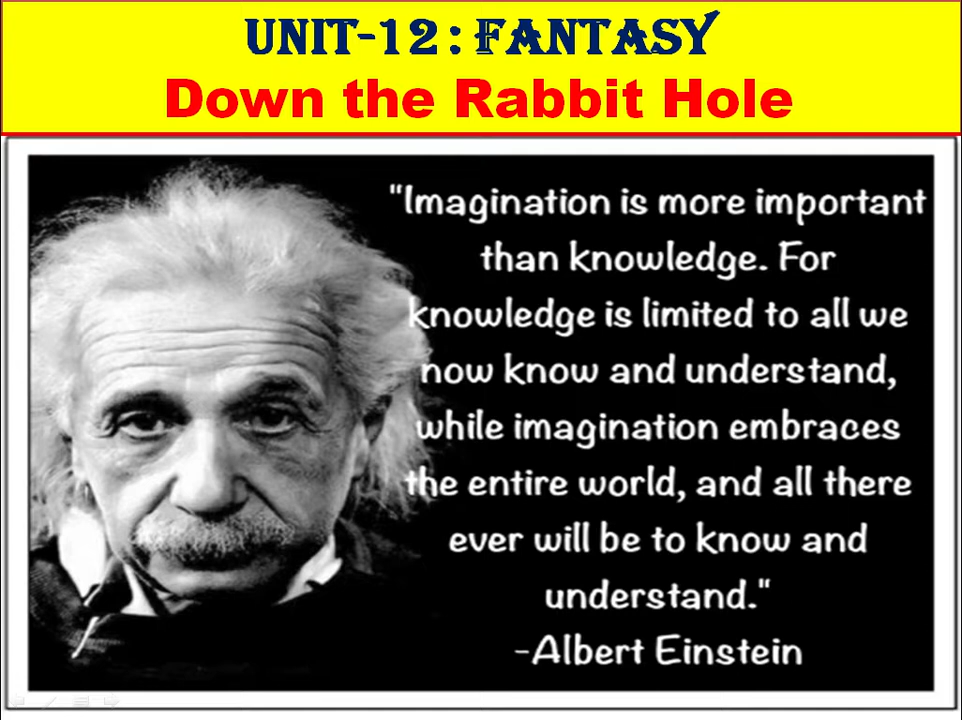 UNIT-12 : FANTASY
Down the Rabbit Hole
"Imagination is more important
than knowledge. For
knowledge is limited to all we
now know and understand,
while imagination embraces
the entire world, and all there
ever will be to know and
understand."
-Albert Einstein